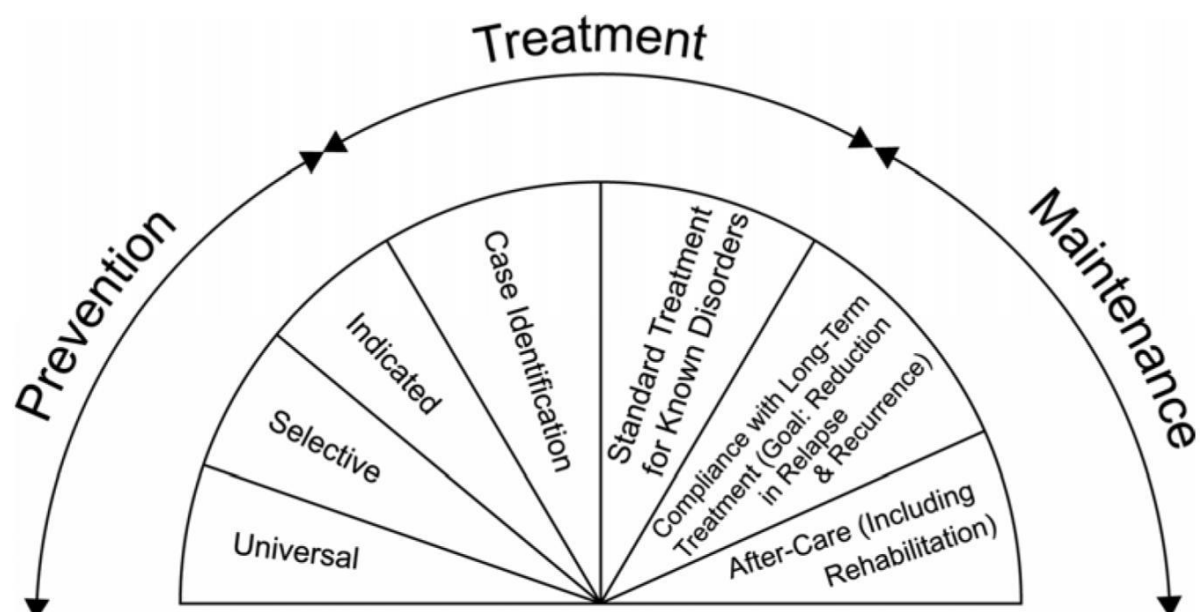 Treatment
Prevention
Maintenance
Universal
Selective
Indicated
Case Identification
Standard Treatment
for Known Disorders
Compliance with Long-Term
Treatment (Goal: Reduction
in Relapse
& Recurrence)
After-Care (Including
Rehabilitation)